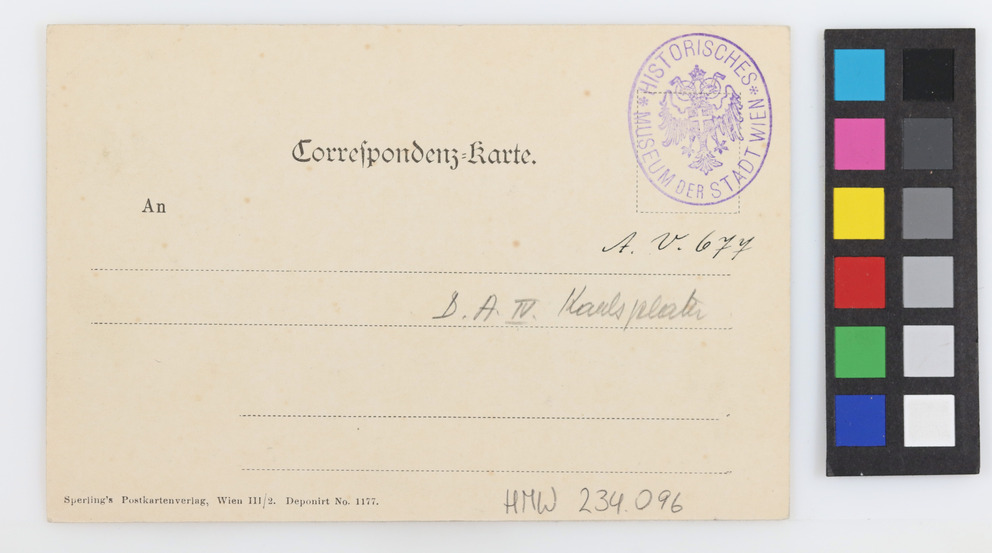 * HISTORISCHES *
MUSEUM DER STADT WIEN
Correſpondenz-Karte.
An
A. V. 677
D. A. IV. Karlsplatz
Sperling's Postkartenverlag, Wien III/2. Deponirt No. 1177.
HMW 234.096